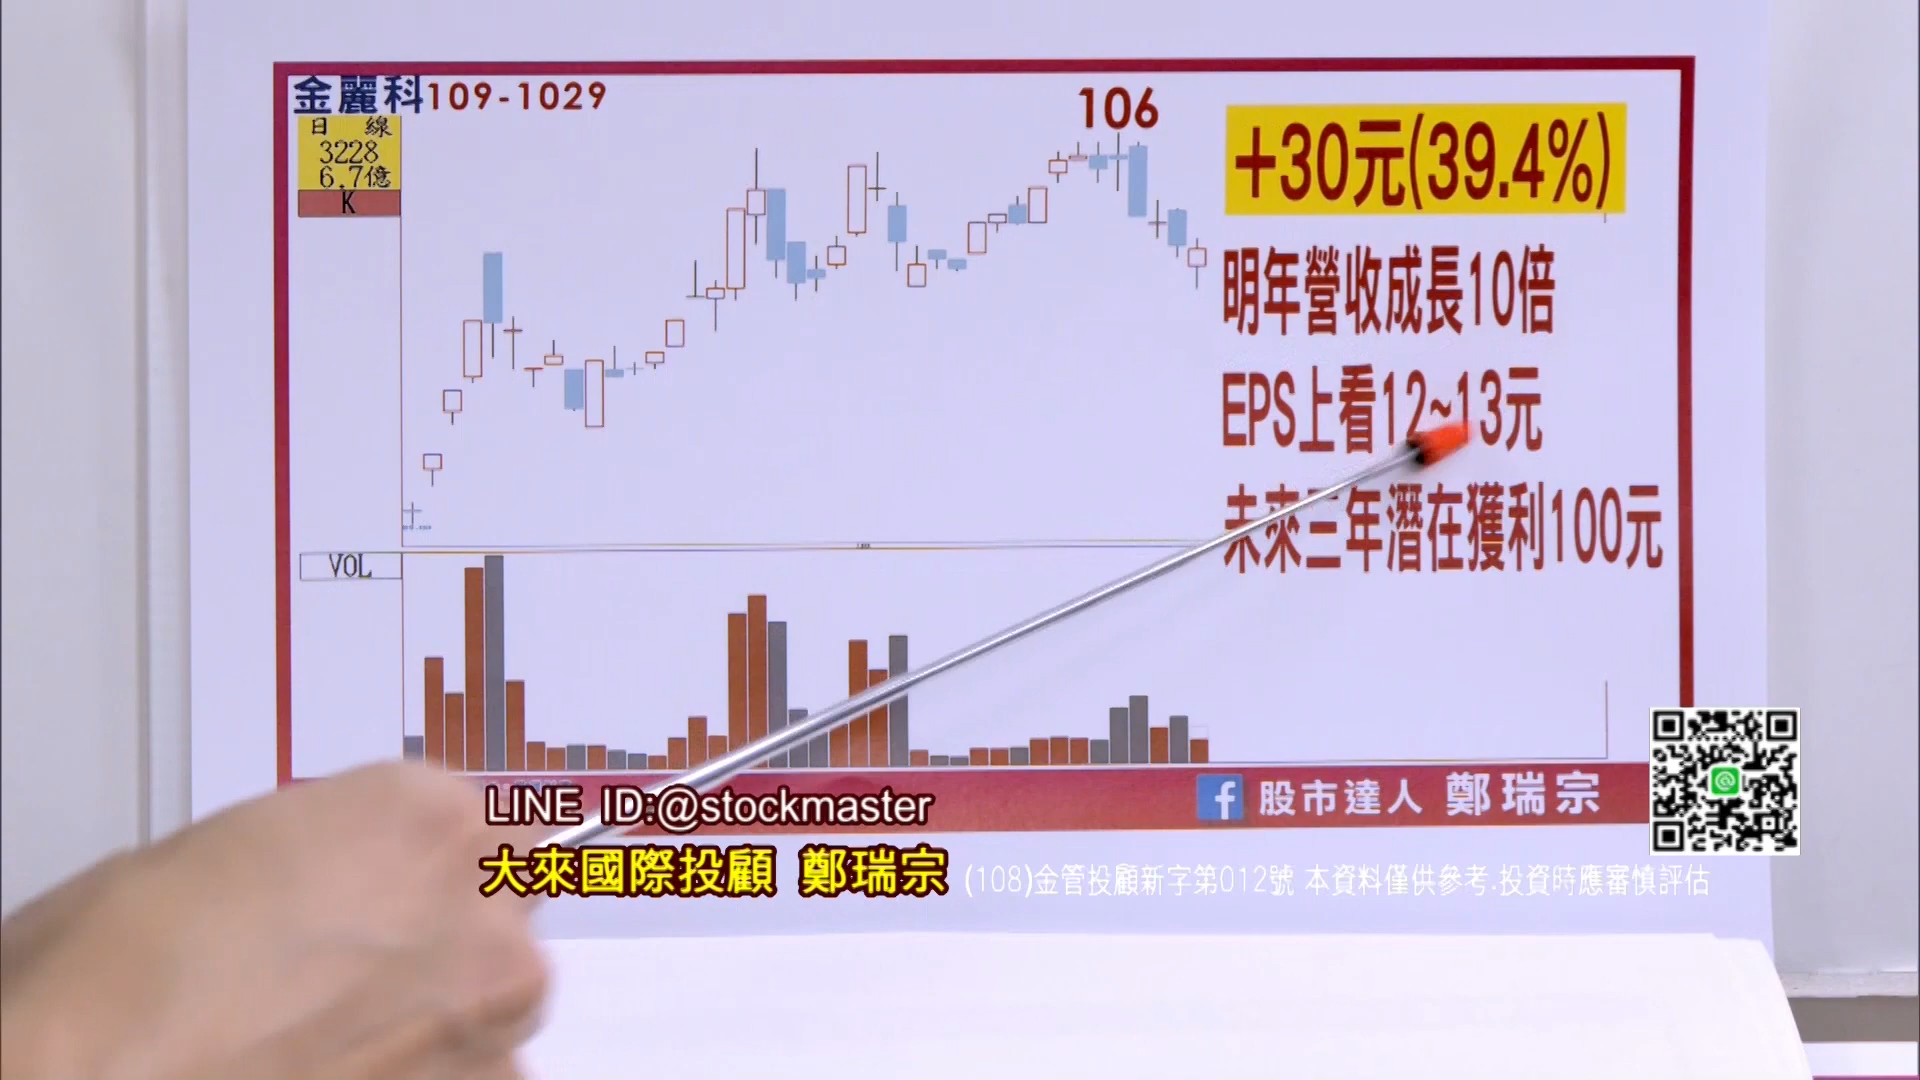 金麗科109-1029
日 線
3228
6.7億
K
106
+30元(39.4%)
明年營收成長10倍
EPS上看12~13元
未來三年潛在獲利100元
VOL
f 股市達人 鄭瑞宗
LINE ID:@stockmaster
大來國際投顧 鄭瑞宗
(108)金管投顧新字第012號 本資料僅供參考.投資時應審慎評估